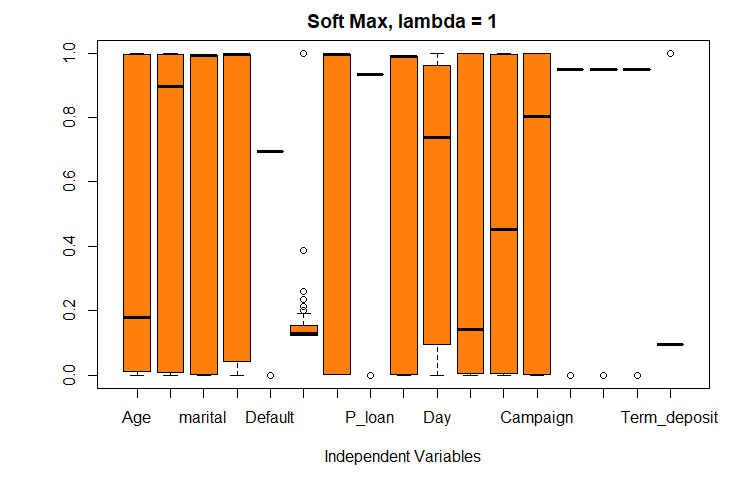 Soft Max, lambda = 1
1.0
0.8
0.6
0.4
0.2
0.0
Age marital Default P_loan Day Campaign Term_deposit
Independent Variables